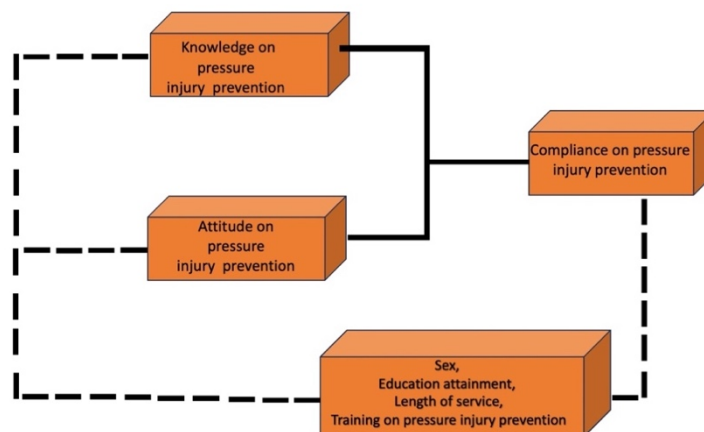 Knowledge on
pressure
injury prevention
Compliance on pressure
injury prevention
Attitude on
pressure
injury prevention
Sex,
Education attainment,
Length of service,
Training on pressure injury prevention